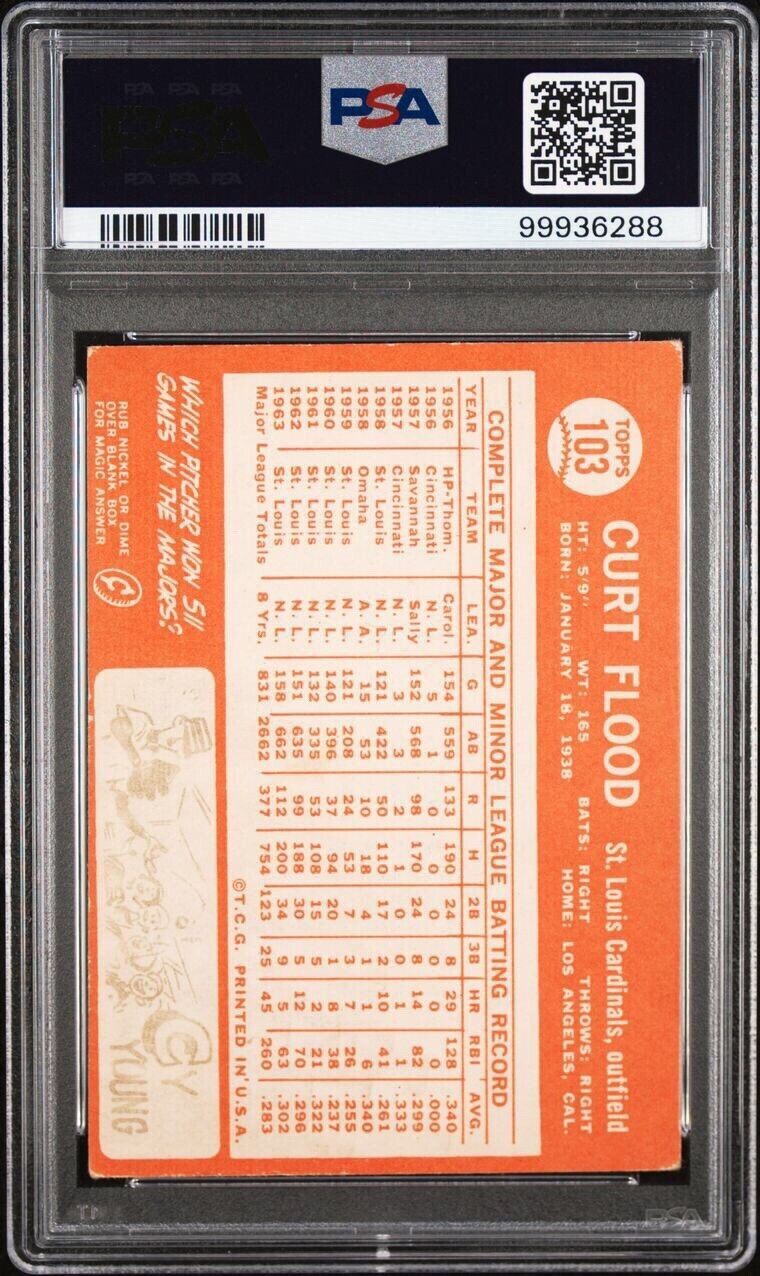 PSA PSA PSA
PSA
PSA PSA PSA
PSA
99936288
TOPPS
103
CURT FLOOD St. Louis Cardinals, outfield
HT: 5'9" WT: 165 BATS: RIGHT THROWS: RIGHT
BORN: JANUARY 18, 1938 HOME: LOS ANGELES, CAL.
COMPLETE MAJOR AND MINOR LEAGUE BATTING RECORD
YEAR TEAM LEA. G AB R H 2B 3B HR RBI AVG.
1956 HP-Thom. Carol. 154 559 133 190 24 8 29 128 .340
1956 Cincinnati N. L. 5 1 0 0 0 0 0 0 .000
1957 Savannah Sally 152 568 98 170 24 8 14 82 .299
1957 Cincinnati N. L. 3 3 2 1 0 0 1 1 .333
1958 St. Louis N. L. 121 422 50 110 17 2 10 41 .261
1958 Omaha A. A. 15 53 10 18 4 1 1 6 .340
1959 St. Louis N. L. 121 208 24 53 7 3 7 26 .255
1960 St. Louis N. L. 140 396 37 94 20 1 8 38 .237
1961 St. Louis N. L. 132 335 53 108 15 5 2 21 .322
1962 St. Louis N. L. 151 635 99 188 30 5 12 70 .296
1963 St. Louis N. L. 158 662 112 200 34 9 5 63 .302
Major League Totals 8 Yrs. 831 2662 377 754 123 25 45 260 .283
©T.C.G. PRINTED IN U.S.A.
WHICH PITCHER WON 511
GAMES IN THE MAJORS?
RUB NICKEL OR DIME
OVER BLANK BOX
FOR MAGIC ANSWER
CY
YOUNG
PSA